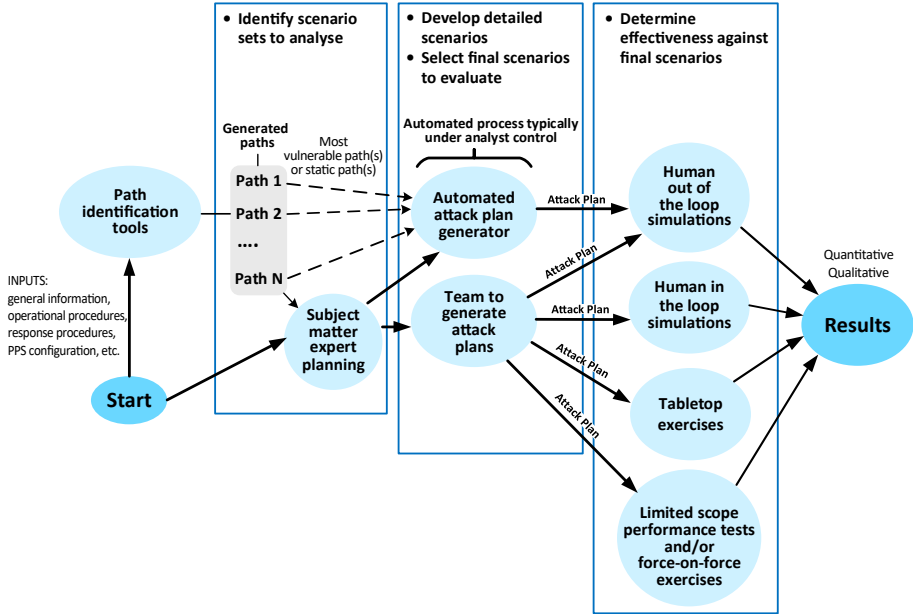 • Identify scenario
sets to analyse
• Develop detailed
scenarios
• Select final scenarios
to evaluate
• Determine
effectiveness against
final scenarios
Generated
paths
Most
vulnerable path(s)
or static path(s)
Automated process typically
under analyst control
Path 1
Path 2
....
Path N
Path
identification
tools
Automated
attack plan
generator
Attack Plan
Human
out of
the loop
simulations
Attack Plan
INPUTS:
general information,
operational procedures,
response procedures,
PPS configuration, etc.
Subject
matter
expert
planning
Team to
generate
attack
plans
Attack Plan
Human in
the loop
simulations
Quantitative
Qualitative
Results
Start
Attack Plan
Tabletop
exercises
Attack Plan
Limited scope
performance tests
and/or
force-on-force
exercises